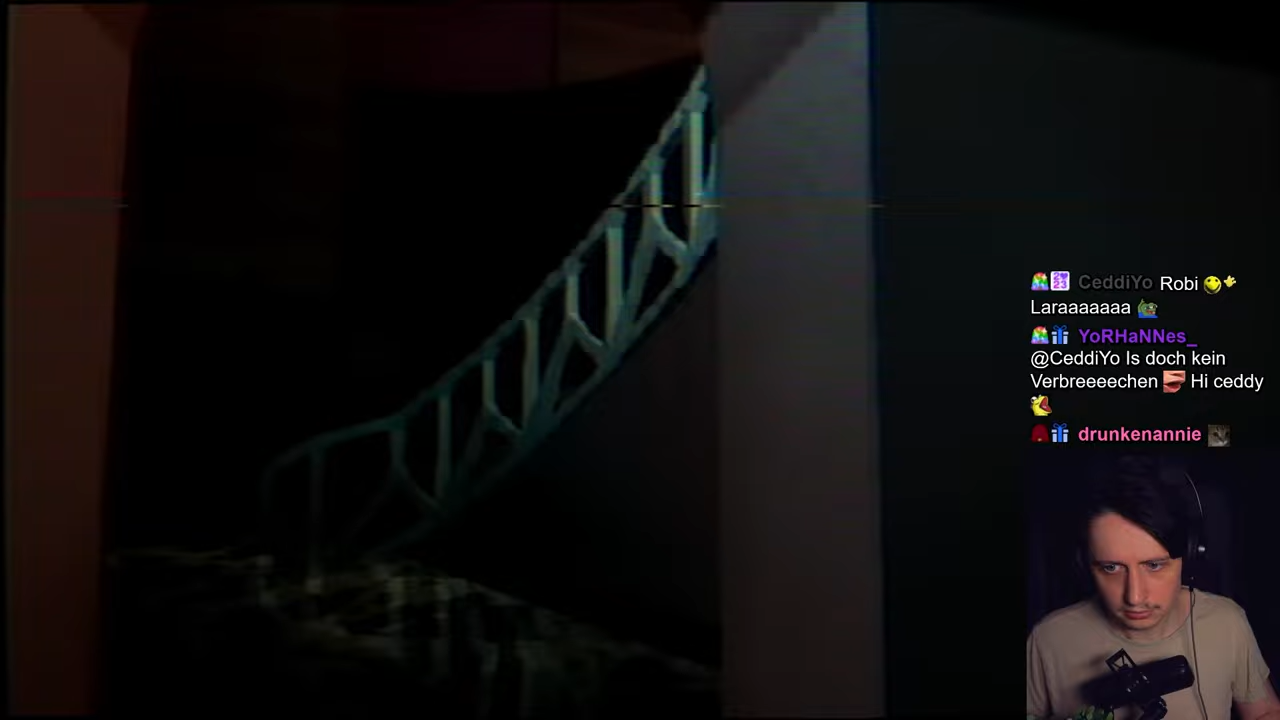 CeddiYo Robi
Laraaaaaaa
YoRHaNNes_
@CeddiYo Is doch kein
Verbreeeechen Hi ceddy
drunkenannie